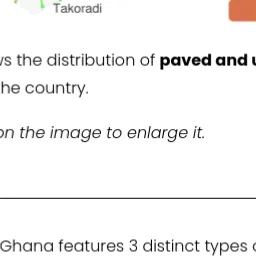 Takoradi
the distribution of paved and
the country.
on the image to enlarge it.
Ghana features 3 distinct types